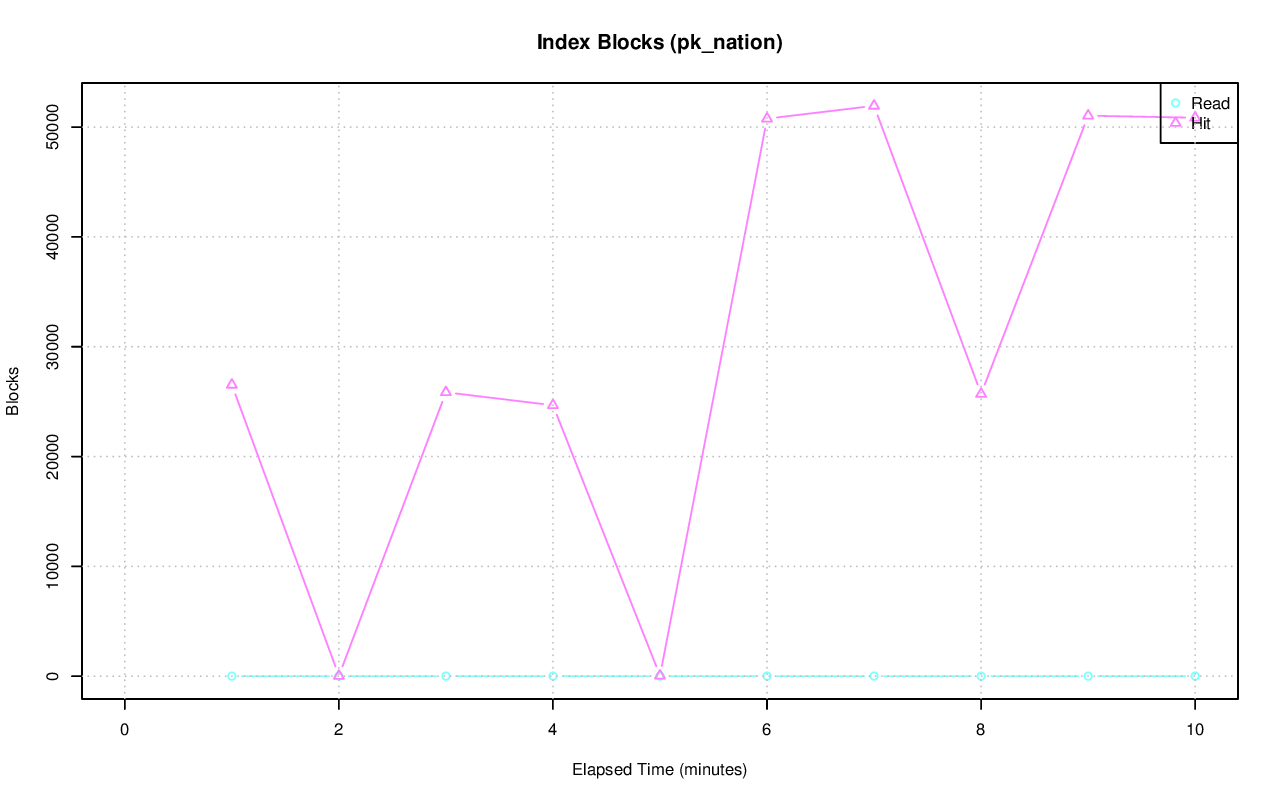 Index Blocks (pk_nation)
Read
Hit
50000
40000
30000
20000
10000
0
Blocks
0 2 4 6 8 10
Elapsed Time (minutes)